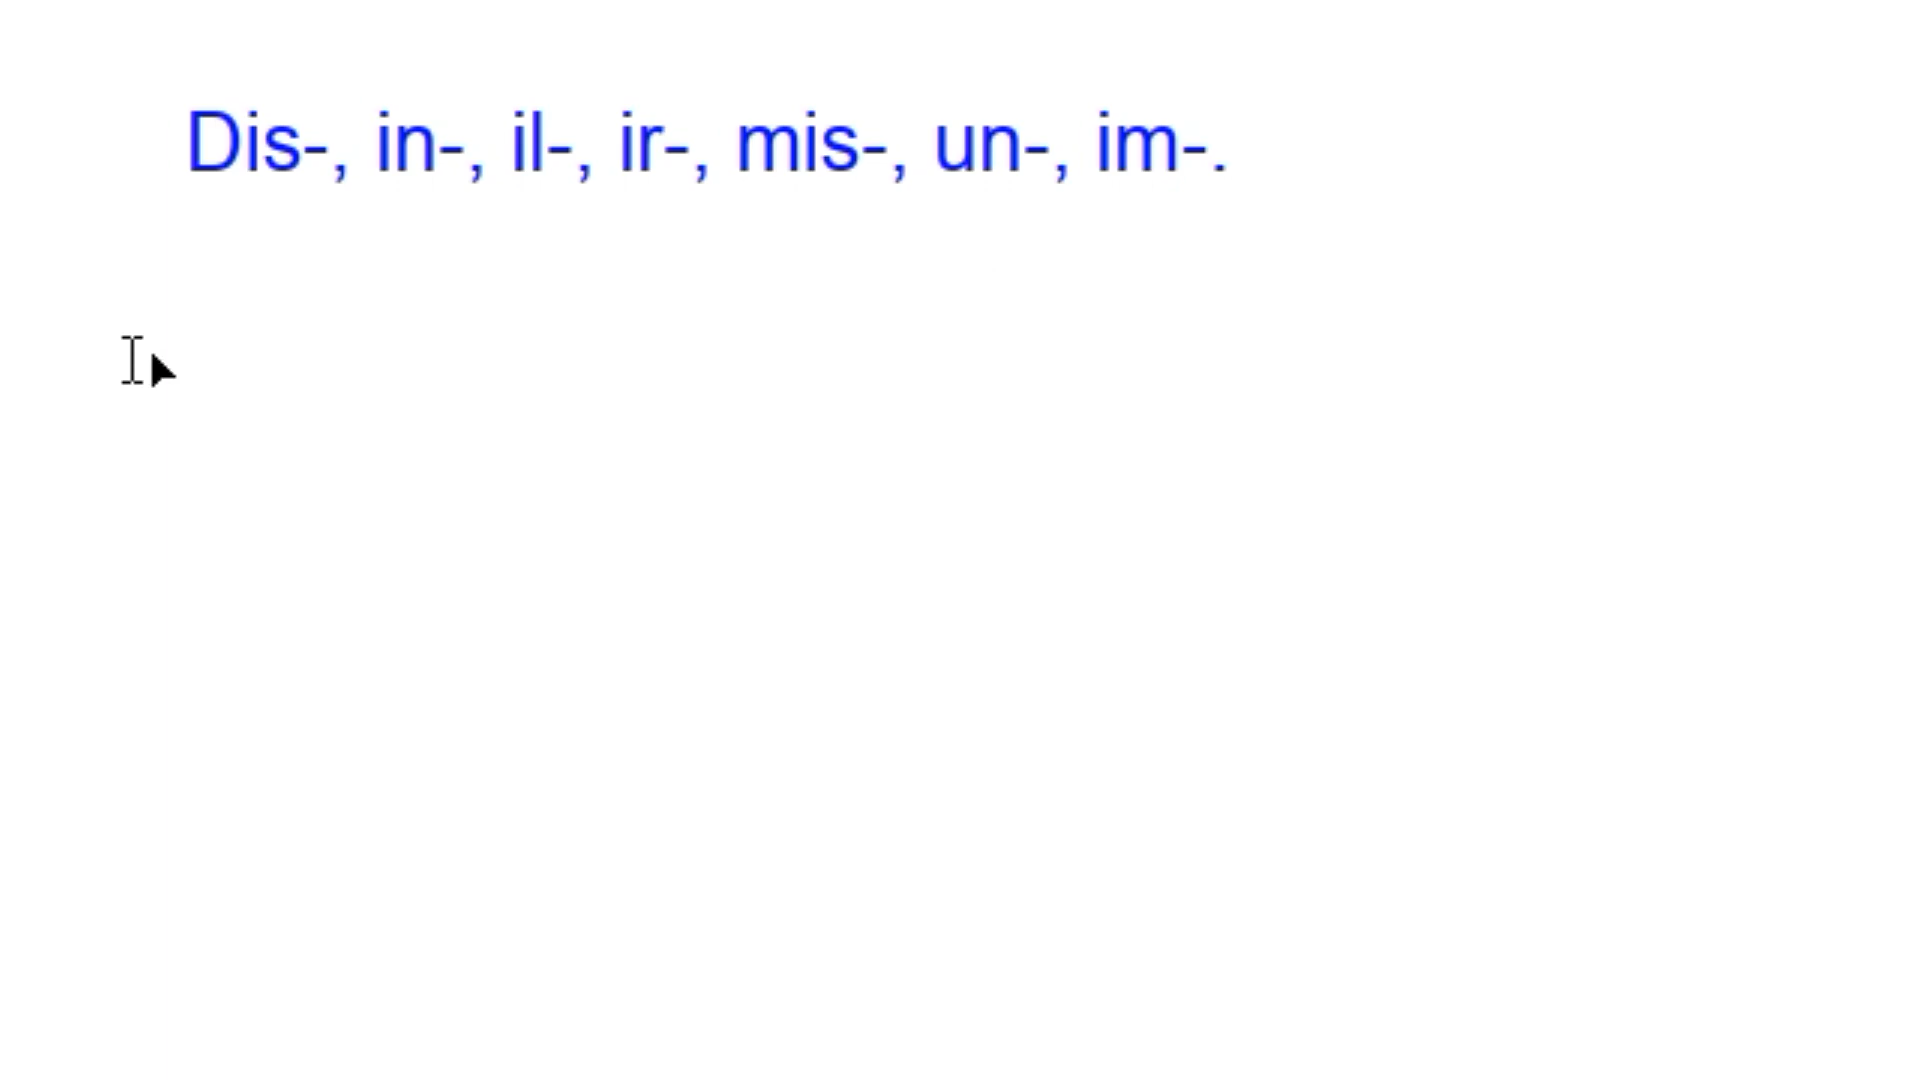 Dis-, in-, il-, ir-, mis-, un-, im-.